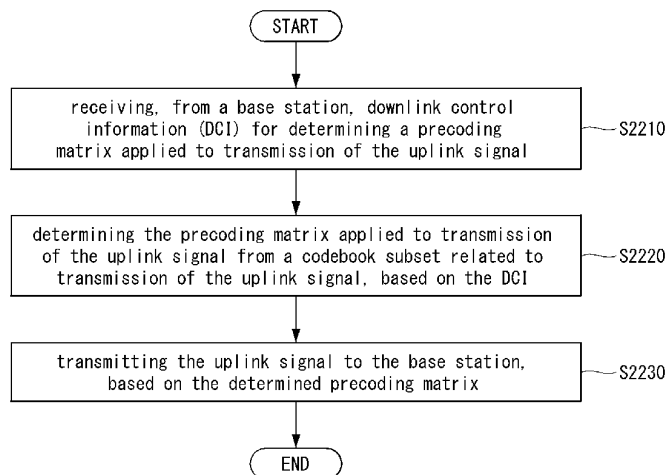 START
receiving, from a base station, downlink control
information (DCI) for determining a precoding
matrix applied to transmission of the uplink signal
S2210
determining the precoding matrix applied to transmission
of the uplink signal from a codebook subset related to
transmission of the uplink signal, based on the DCI
S2220
transmitting the uplink signal to the base station,
based on the determined precoding matrix
S2230
END